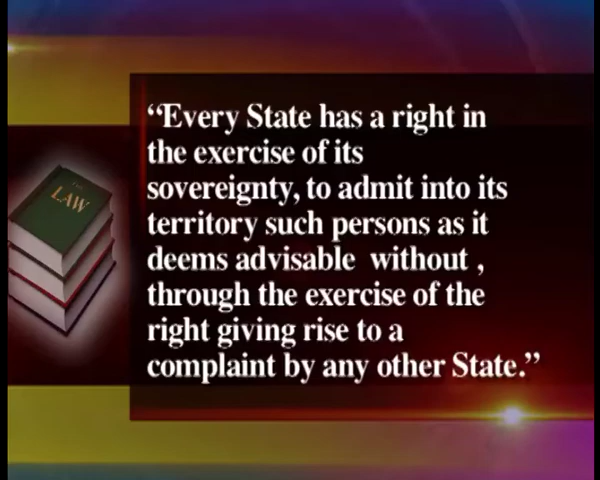 LAW
“Every State has a right in
the exercise of its
sovereignty, to admit into its
territory such persons as it
deems advisable  without ,
through the exercise of the
right giving rise to a
complaint by any other State.”